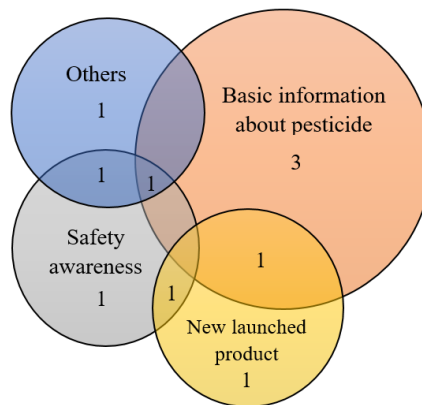 Others
1
Basic information
about pesticide
3
1
1
Safety
awareness
1
1
1
New launched
product
1